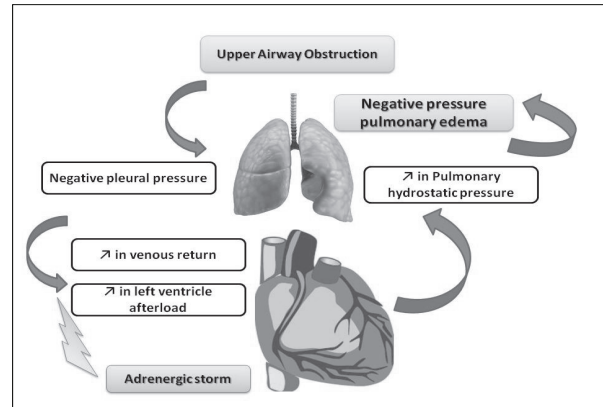 Upper Airway Obstruction
Negative pressure
pulmonary edema
Negative pleural pressure
↗ in Pulmonary
hydrostatic pressure
↗ in venous return
↗ in left ventricle
afterload
Adrenergic storm